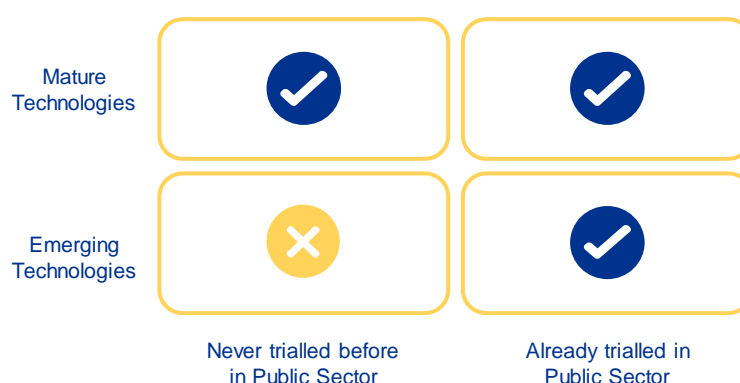 Mature
Technologies
Emerging
Technologies
Never trialled before
in Public Sector
Already trialled in
Public Sector